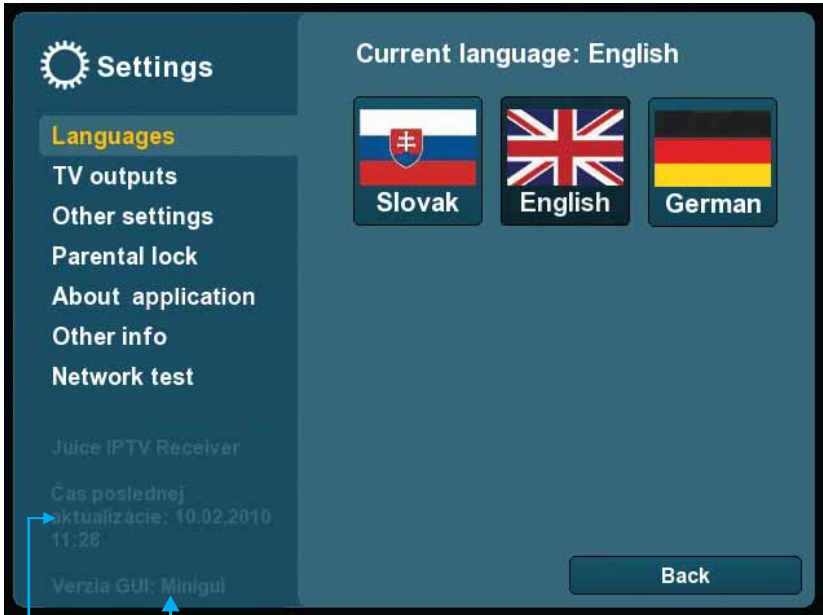 Settings
Current language: English
Languages
TV outputs
Other settings
Parental lock
About application
Other info
Network test
Slovak
English
German
Juice IPTV Receiver
Čas poslednej
aktualizácie: 10.02.2010
11:28
Verzia GUI: Minigui
Back